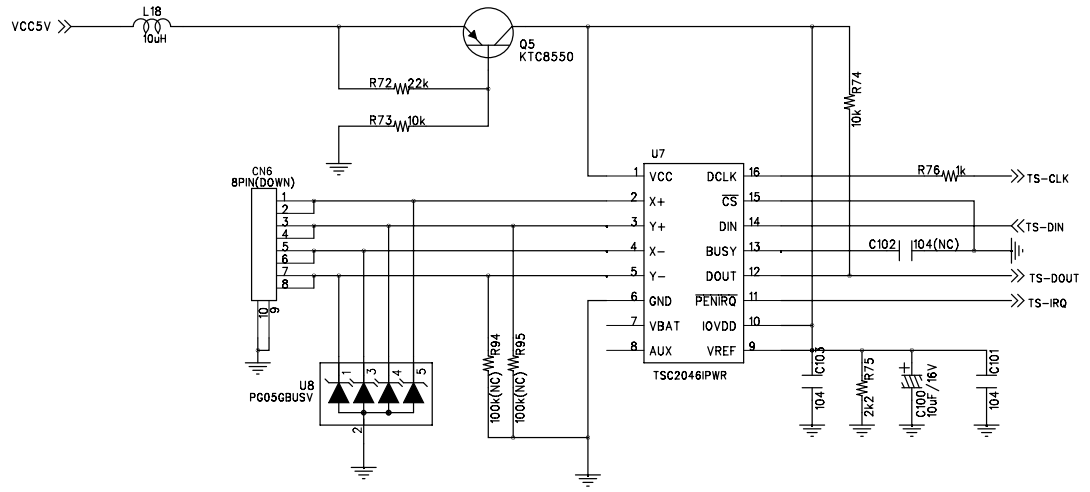 VCC5V
L18
10uH
Q5
KTC8550
R72 22k
R73 10k
R74
10k
U7
CN6
8PIN(DOWN)
1
2
3
4
5
6
7
8
10
9
1 VCC DCLK 16
2 X+ CS 15
3 Y+ DIN 14
4 X- BUSY 13
5 Y- DOUT 12
6 GND PENIRQ 11
7 VBAT IOVDD 10
8 AUX VREF 9
TSC2046IPWR
R76 1k
TS-CLK
TS-DIN
C102 104(NC)
TS-DOUT
TS-IRQ
U8
PG05GBUSV
1
3
4
5
2
R94
100k(NC)
R95
100k(NC)
C103
104
R75
2k2
+
C100
10uF/16V
C101
104